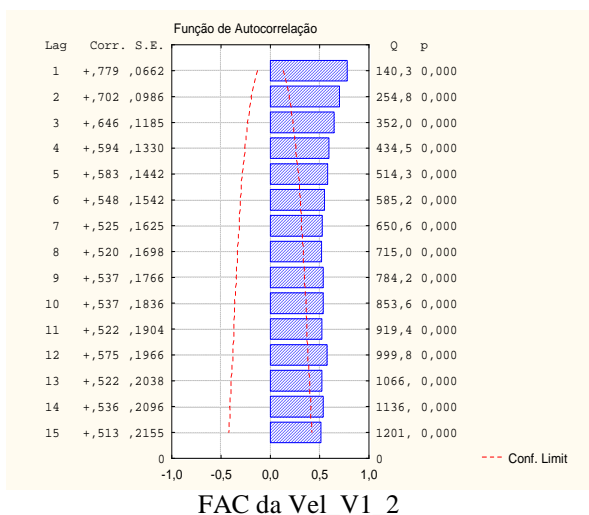 Função de Autocorrelação
Lag Corr. S.E. Q p
1 +,779 ,0662 140,3 0,000
2 +,702 ,0986 254,8 0,000
3 +,646 ,1185 352,0 0,000
4 +,594 ,1330 434,5 0,000
5 +,583 ,1442 514,3 0,000
6 +,548 ,1542 585,2 0,000
7 +,525 ,1625 650,6 0,000
8 +,520 ,1698 715,0 0,000
9 +,537 ,1766 784,2 0,000
10 +,537 ,1836 853,6 0,000
11 +,522 ,1904 919,4 0,000
12 +,575 ,1966 999,8 0,000
13 +,522 ,2038 1066, 0,000
14 +,536 ,2096 1136, 0,000
15 +,513 ,2155 1201, 0,000
0 0
Conf. Limit
-1,0 -0,5 0,0 0,5 1,0
FAC da Vel V1 2